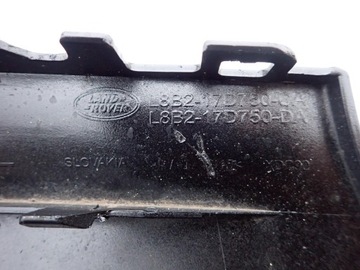 LAND-
ROVER
L8B2-17D750-CA
L8B2-17D750-DA
SLOVAKIA